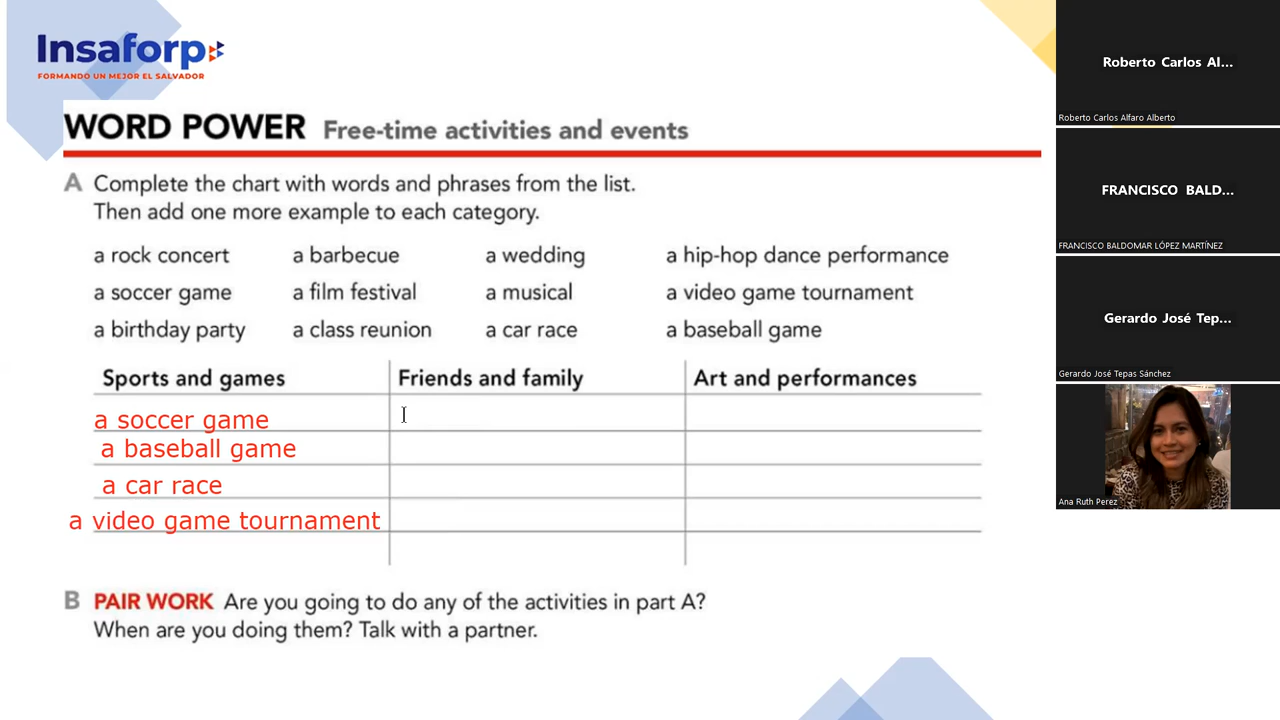 Insaforp
FORMANDO UN MEJOR EL SALVADOR
WORD POWER Free-time activities and events
A Complete the chart with words and phrases from the list.
Then add one more example to each category.
a rock concert a barbecue a wedding a hip-hop dance performance
a soccer game a film festival a musical a video game tournament
a birthday party a class reunion a car race a baseball game
Sports and games Friends and family Art and performances
a soccer game
a baseball game
a car race
a video game tournament
B PAIR WORK Are you going to do any of the activities in part A?
When are you doing them? Talk with a partner.
Roberto Carlos Al...
Roberto Carlos Alfaro Alberto
FRANCISCO BALD...
FRANCISCO BALDOMAR LÓPEZ MARTÍNEZ
Gerardo José Tep...
Gerardo José Tepas Sánchez
Ana Ruth Perez